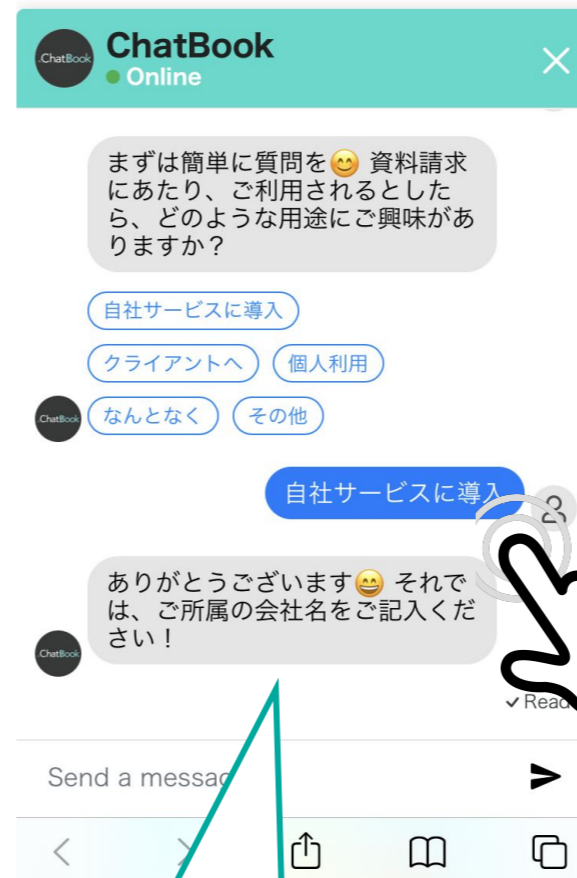 .ChatBook
ChatBook
Online
まずは簡単に質問を😊 資料請求
にあたり、ご利用されるとした
ら、どのような用途にご興味があ
りますか？
自社サービスに導入
クライアントへ 個人利用
.ChatBook
なんとなく その他
自社サービスに導入
ありがとうございます😄 それで
は、ご所属の会社名をご記入くだ
さい！
.ChatBook
Read
Send a messag